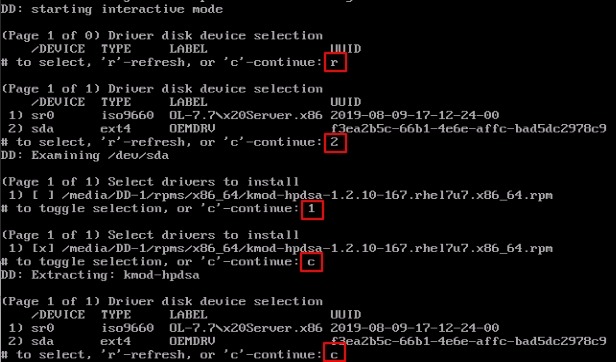 DD: starting interactive mode
(Page 1 of 0) Driver disk device selection
/DEVICE TYPE LABEL UUID
# to select, 'r'-refresh, or 'c'-continue: r
(Page 1 of 1) Driver disk device selection
/DEVICE TYPE LABEL UUID
1) sr0 iso9660 OL-7.7\x20Server.x86 2019-08-09-17-12-24-00
2) sda ext4 OEMDRV f3ea2b5c-66b1-4e6e-affc-bad5dc2978c9
# to select, 'r'-refresh, or 'c'-continue: 2
DD: Examining /dev/sda
(Page 1 of 1) Select drivers to install
1) [ ] /media/DD-1/rpms/x86_64/kmod-hpdsa-1.2.10-167.rhel7u7.x86_64.rpm
# to toggle selection, or 'c'-continue: 1
(Page 1 of 1) Select drivers to install
1) [x] /media/DD-1/rpms/x86_64/kmod-hpdsa-1.2.10-167.rhel7u7.x86_64.rpm
# to toggle selection, or 'c'-continue: c
DD: Extracting: kmod-hpdsa
(Page 1 of 1) Driver disk device selection
/DEVICE TYPE LABEL UUID
1) sr0 iso9660 OL-7.7\x20Server.x86 2019-08-09-17-12-24-00
2) sda ext4 OEMDRV f3ea2b5c-66b1-4e6e-affc-bad5dc2978c9
# to select, 'r'-refresh, or 'c'-continue: c